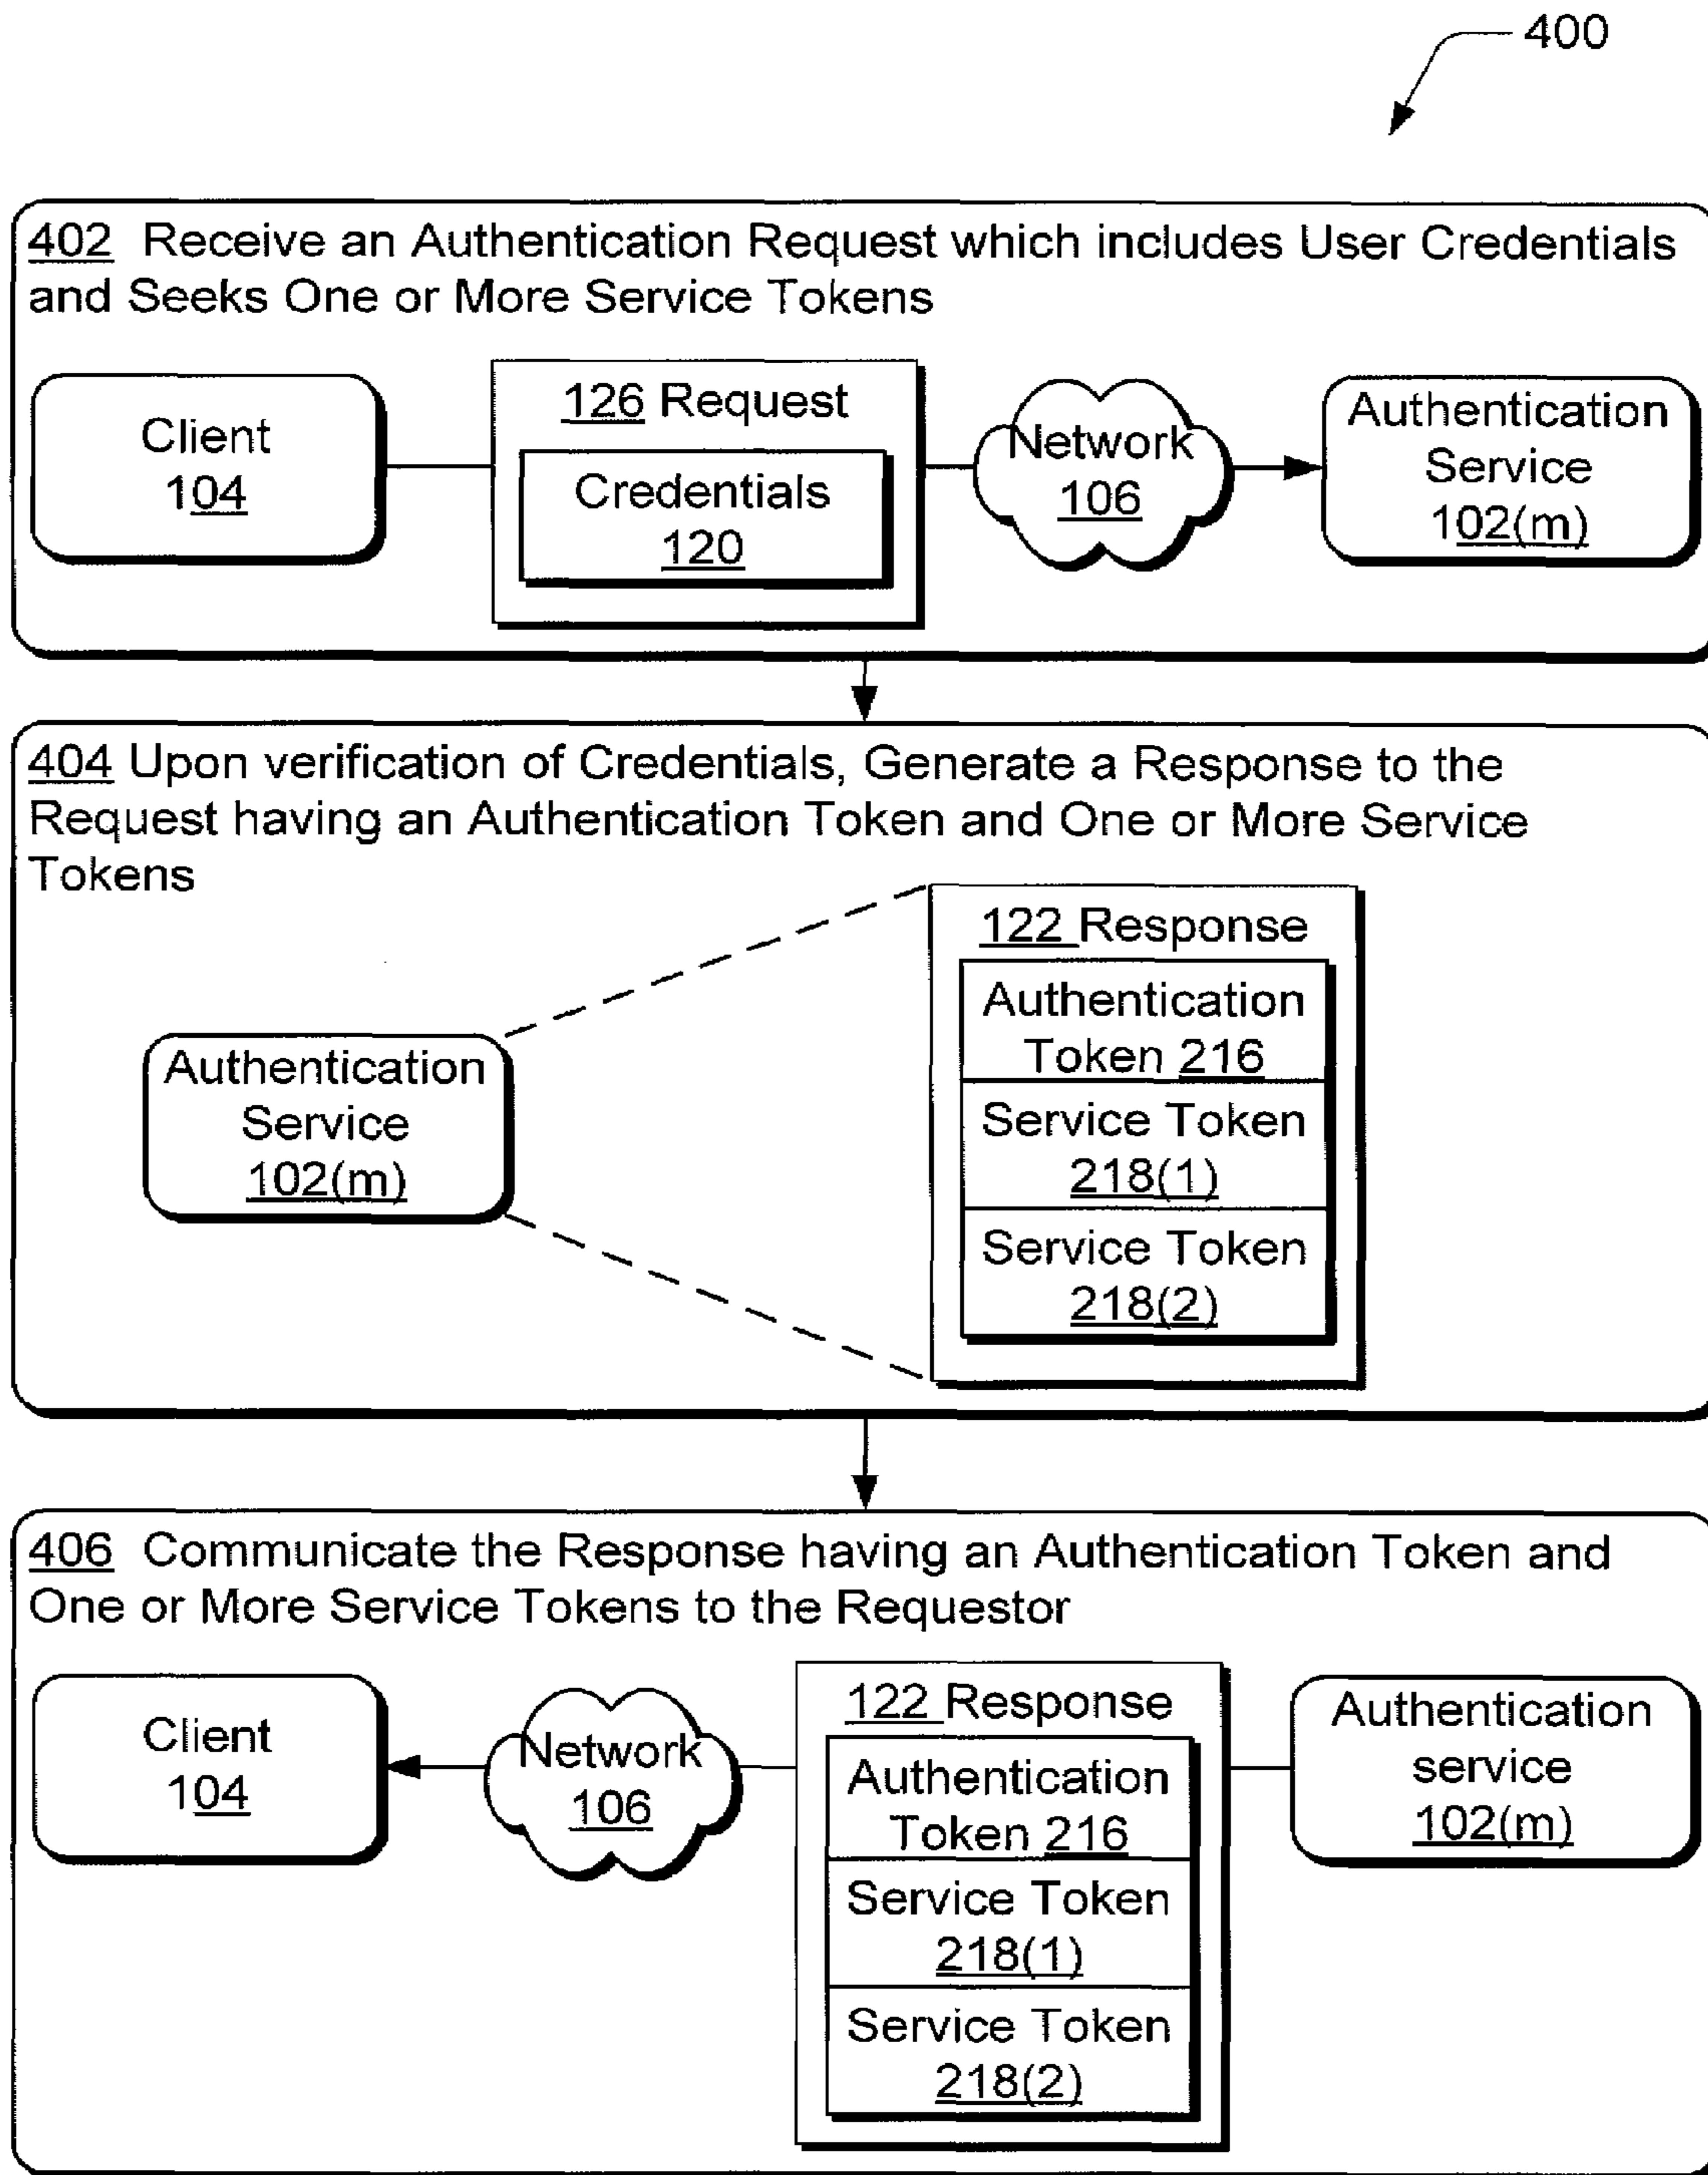 400
402 Receive an Authentication Request which includes User Credentials
and Seeks One or More Service Tokens
Client
104
126 Request
Credentials
120
Network
106
Authentication
Service
102(m)
404 Upon verification of Credentials, Generate a Response to the
Request having an Authentication Token and One or More Service
Tokens
Authentication
Service
102(m)
122 Response
Authentication
Token 216
Service Token
218(1)
Service Token
218(2)
406 Communicate the Response having an Authentication Token and
One or More Service Tokens to the Requestor
Client
104
Network
106
122 Response
Authentication
Token 216
Service Token
218(1)
Service Token
218(2)
Authentication
service
102(m)